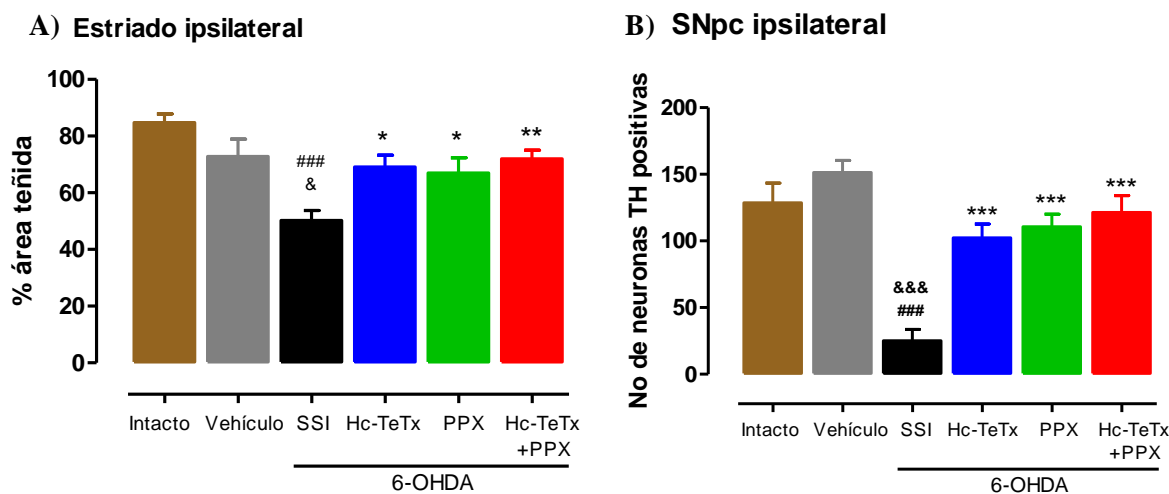 A) Estriado ipsilateral
% área teñida
100
80
60
40
20
0
###
&
*
*
**
Intacto Vehículo SSI Hc-TeTx PPX Hc-TeTx
+PPX
6-OHDA
B) SNpc ipsilateral
No de neuronas TH positivas
200
150
100
50
0
&&&
###
***
***
***
Intacto Vehículo SSI Hc-TeTx PPX Hc-TeTx
+PPX
6-OHDA